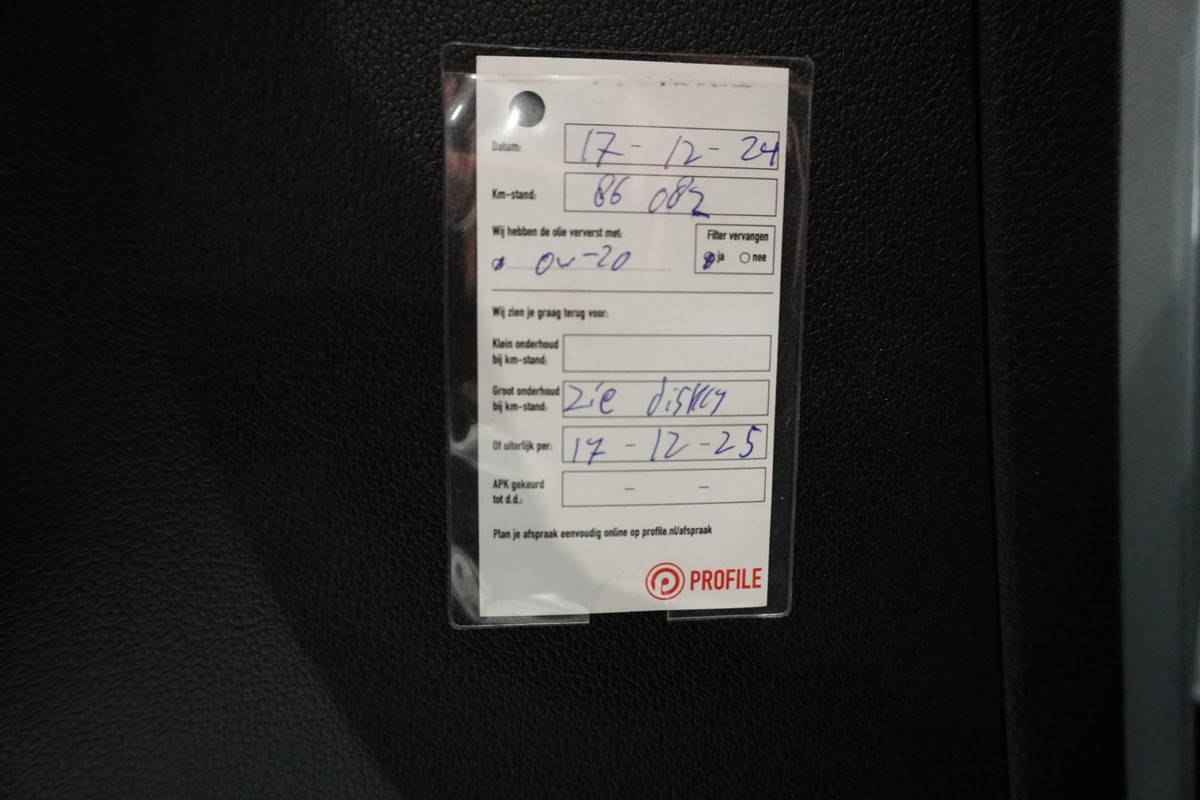 Datum: 17 - 12 - 24
Km-stand: 86 082
Wij hebben de olie ververst met:
0w-20
Filter vervangen
ja nee
Wij zien je graag terug voor:
Klein onderhoud
bij km-stand:
Groot onderhoud
bij km-stand: zie
Of uiterlijk per: 17 - 12 - 25
APK gekeurd
tot d.d.: - -
Plan je afspraak eenvoudig online op profile.nl/afspraak
PROFILE